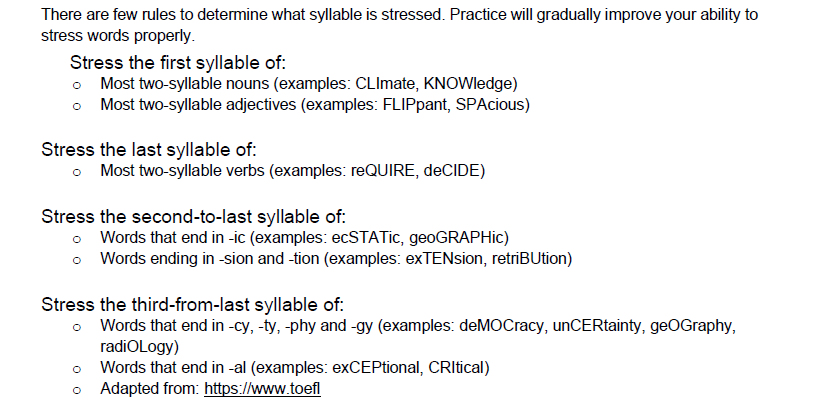 There are few rules to determine what syllable is stressed. Practice will gradually improve your ability to
stress words properly.
Stress the first syllable of:
o Most two-syllable nouns (examples: CLImate, KNOWledge)
o Most two-syllable adjectives (examples: FLIPpant, SPAcious)
Stress the last syllable of:
o Most two-syllable verbs (examples: reQUIRE, deCIDE)
Stress the second-to-last syllable of:
o Words that end in -ic (examples: ecSTATic, geoGRAPHic)
o Words ending in -sion and -tion (examples: exTENsion, retriBUtion)
Stress the third-from-last syllable of:
o Words that end in -cy, -ty, -phy and -gy (examples: deMOCracy, unCERtainty, geOGraphy,
radiOLogy)
o Words that end in -al (examples: exCEPtional, CRItical)
o Adapted from: https://www.toefl